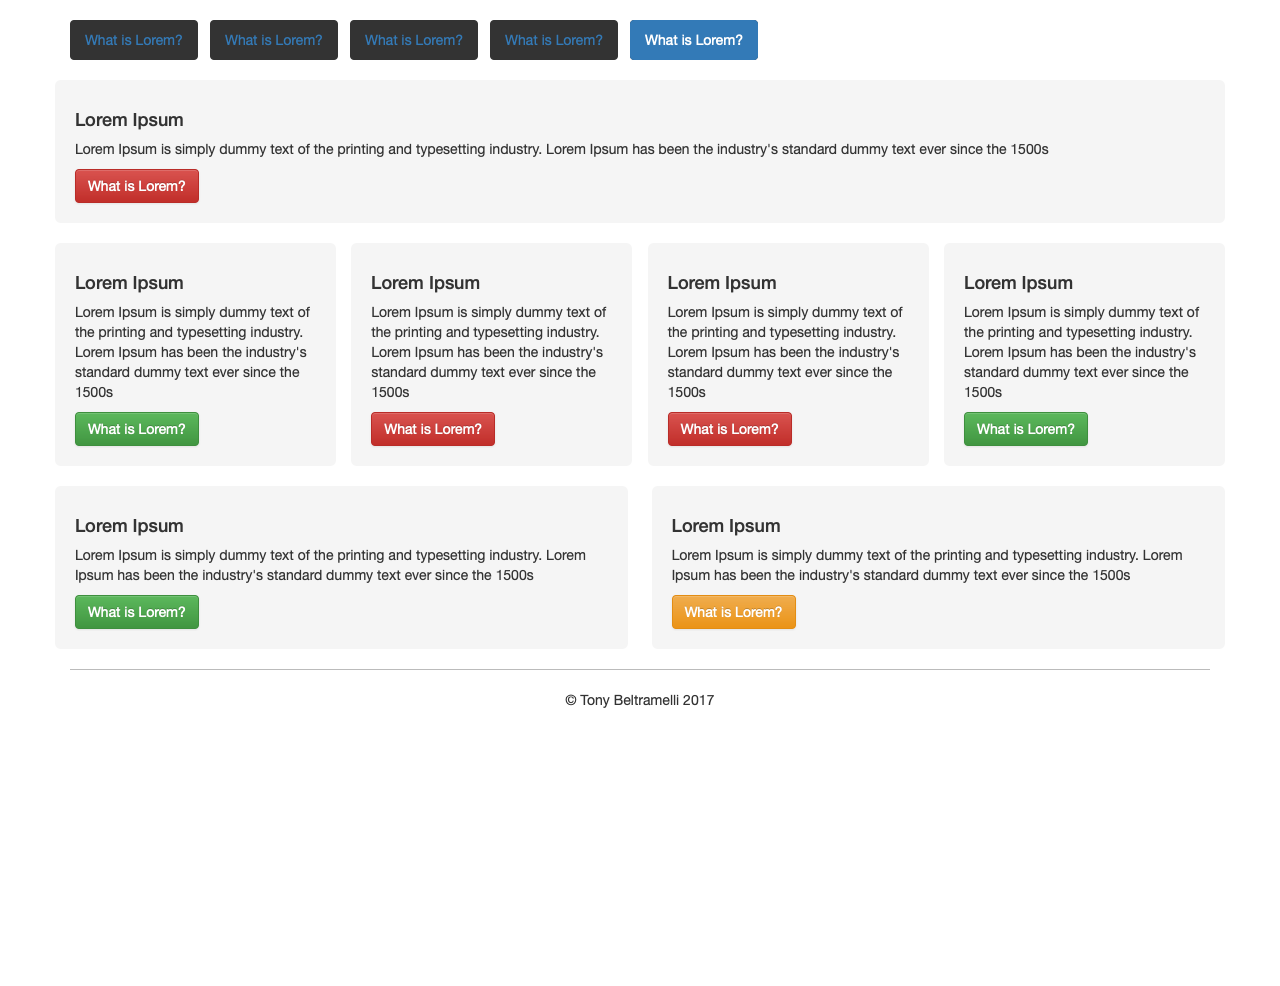 What is Lorem? What is Lorem? What is Lorem? What is Lorem? What is Lorem?
Lorem Ipsum
Lorem Ipsum is simply dummy text of the printing and typesetting industry. Lorem Ipsum has been the industry's standard dummy text ever since the 1500s
What is Lorem?
Lorem Ipsum
Lorem Ipsum is simply dummy text of
the printing and typesetting industry.
Lorem Ipsum has been the industry's
standard dummy text ever since the
1500s
What is Lorem?
Lorem Ipsum
Lorem Ipsum is simply dummy text of
the printing and typesetting industry.
Lorem Ipsum has been the industry's
standard dummy text ever since the
1500s
What is Lorem?
Lorem Ipsum
Lorem Ipsum is simply dummy text of
the printing and typesetting industry.
Lorem Ipsum has been the industry's
standard dummy text ever since the
1500s
What is Lorem?
Lorem Ipsum
Lorem Ipsum is simply dummy text of
the printing and typesetting industry.
Lorem Ipsum has been the industry's
standard dummy text ever since the
1500s
What is Lorem?
Lorem Ipsum
Lorem Ipsum is simply dummy text of the printing and typesetting industry. Lorem
Ipsum has been the industry's standard dummy text ever since the 1500s
What is Lorem?
Lorem Ipsum
Lorem Ipsum is simply dummy text of the printing and typesetting industry. Lorem
Ipsum has been the industry's standard dummy text ever since the 1500s
What is Lorem?
© Tony Beltramelli 2017